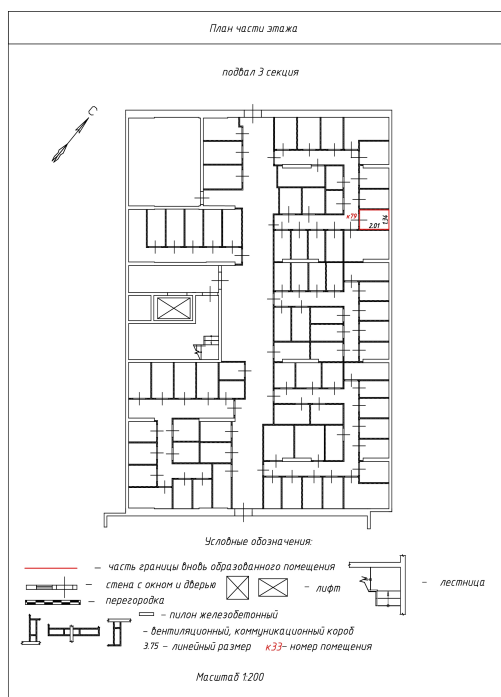 План части этажа
подвал 3 секция
С
к79
2.01
1.34
Условные обозначения:
— часть границы вновь образованного помещения
— стена с окном и дверью
— лифт
— лестница
— перегородка
— пилон железобетонный
— вентиляционный, коммуникационный короб
3.75 — линейный размер к33— номер помещения
Масштаб 1:200